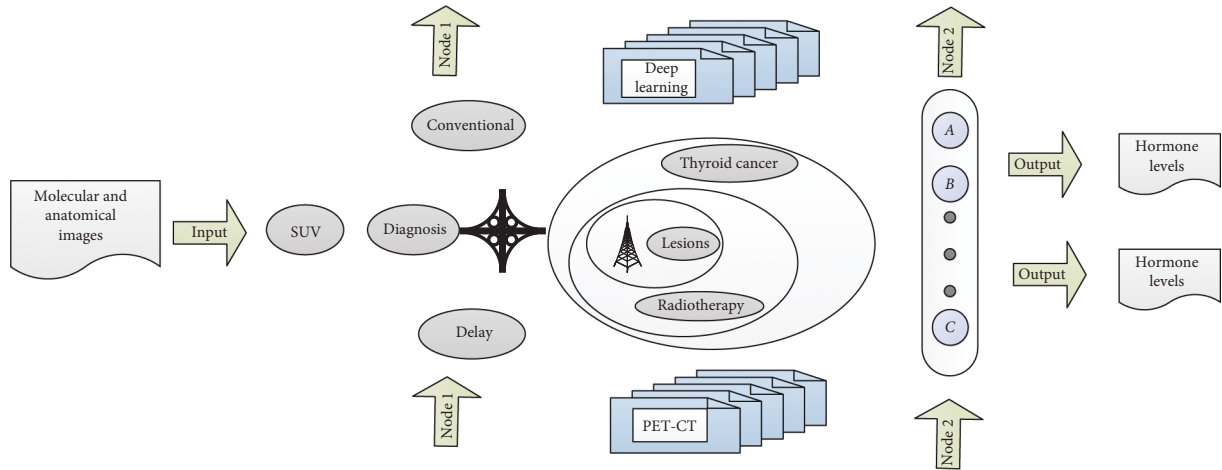 Molecular and
anatomical
images
Input
SUV
Diagnosis
Node 1
Conventional
Delay
Node 1
Deep
learning
Thyroid cancer
Lesions
Radiotherapy
PET-CT
Node 2
A
B
C
Node 2
Output
Hormone
levels
Output
Hormone
levels